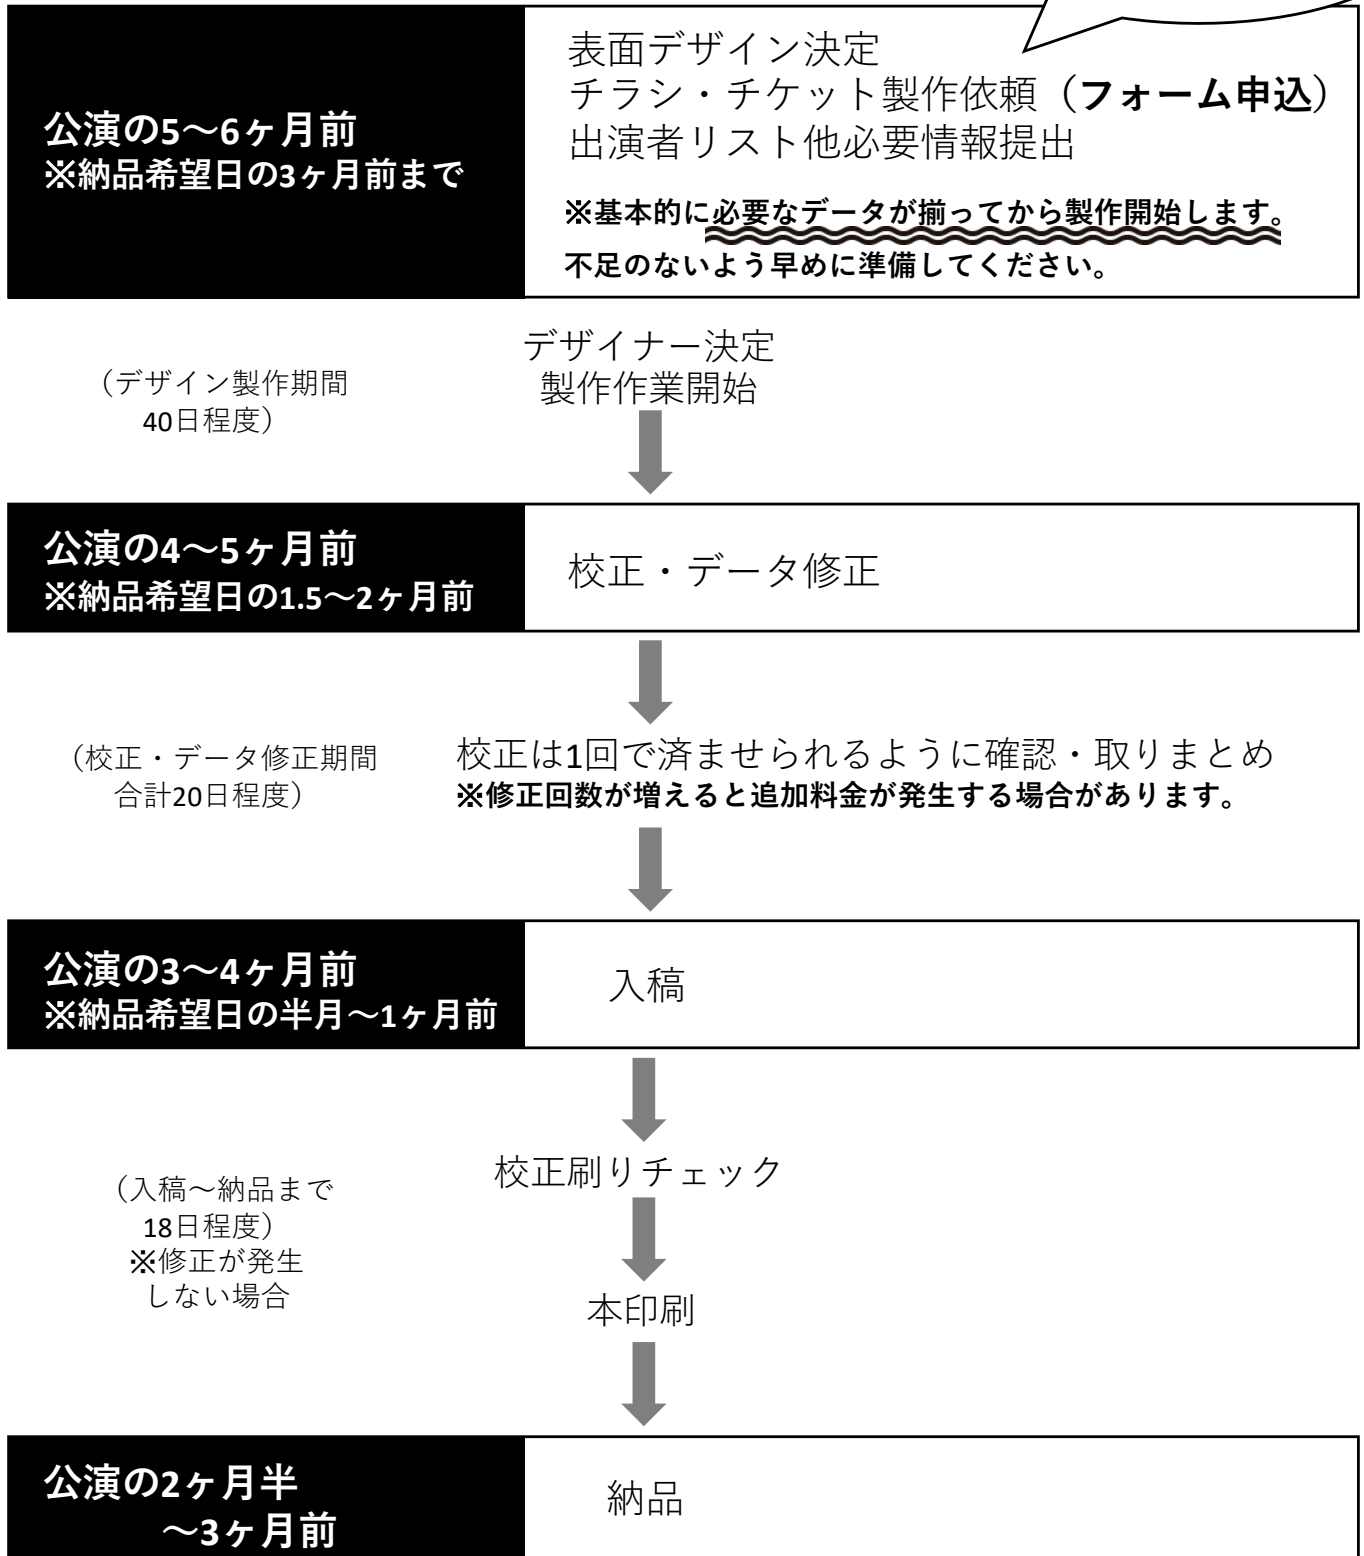 公演の5～6ヶ月前
※納品希望日の3ヶ月前まで
表面デザイン決定
チラシ・チケット製作依頼（フォーム申込）
出演者リスト他必要情報提出
※基本的に必要なデータが揃ってから製作開始します。
不足のないよう早めに準備してください。
（デザイン製作期間
40日程度）
デザイナー決定
製作作業開始
公演の4～5ヶ月前
※納品希望日の1.5～2ヶ月前
校正・データ修正
（校正・データ修正期間
合計20日程度）
校正は1回で済ませられるように確認・取りまとめ
※修正回数が増えると追加料金が発生する場合があります。
公演の3～4ヶ月前
※納品希望日の半月～1ヶ月前
入稿
校正刷りチェック
（入稿～納品まで
18日程度）
※修正が発生
しない場合
本印刷
公演の2ヶ月半
～3ヶ月前
納品